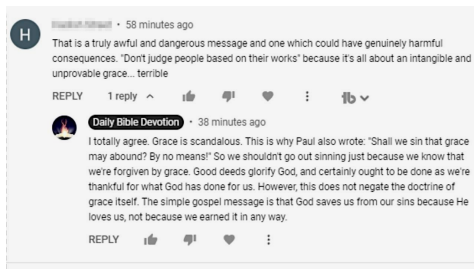 H
• 58 minutes ago
That is a truly awful and dangerous message and one which could have genuinely harmful
consequences. "Don't judge people based on their works" because it's all about an intangible and
unprovable grace... terrible
REPLY 1 reply
Daily Bible Devotion • 38 minutes ago
I totally agree. Grace is scandalous. This is why Paul also wrote: "Shall we sin that grace
may abound? By no means!" So we shouldn't go out sinning just because we know that
we're forgiven by grace. Good deeds glorify God, and certainly ought to be done as we're
thankful for what God has done for us. However, this does not negate the doctrine of
grace itself. The simple gospel message is that God saves us from our sins because He
loves us, not because we earned it in any way.
REPLY